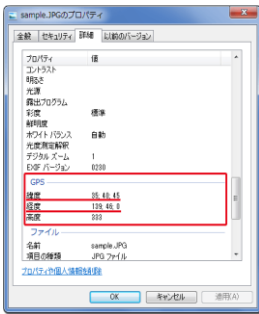 sample.JPGのプロパティ
全般 セキュリティ 詳細 以前のバージョン
プロパティ 値
コントラスト
明るさ
光源
露出プログラム
彩度 標準
鮮明度
ホワイト バランス 自動
光度測定解釈
デジタル ズーム 1
EXIF バージョン 0230
GPS
緯度 35; 43; 45
経度 139; 46; 0
高度 333
ファイル
名前 sample.JPG
項目の種類 JPG ファイル
プロパティや個人情報を削除
OK キャンセル 適用(A)